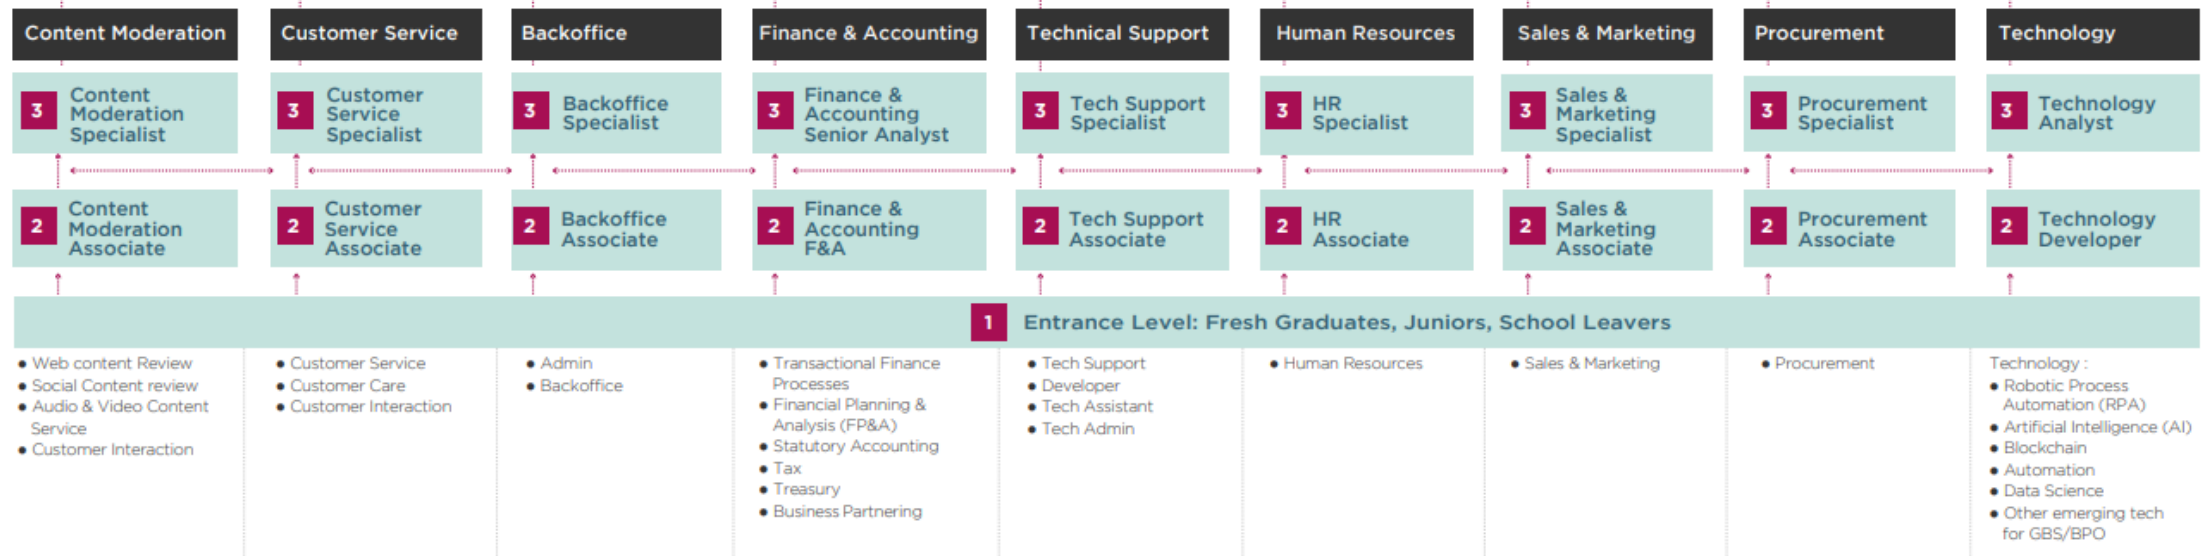 Content Moderation
Customer Service
Backoffice
Finance & Accounting
Technical Support
Human Resources
Sales & Marketing
Procurement
Technology
3
Content
Moderation
Specialist
3
Customer
Service
Specialist
3
Backoffice
Specialist
3
Finance &
Accounting
Senior Analyst
3
Tech Support
Specialist
3
HR
Specialist
3
Sales &
Marketing
Specialist
3
Procurement
Specialist
3
Technology
Analyst
2
Content
Moderation
Associate
2
Customer
Service
Associate
2
Backoffice
Associate
2
Finance &
Accounting
F&A
2
Tech Support
Associate
2
HR
Associate
2
Sales &
Marketing
Associate
2
Procurement
Associate
2
Technology
Developer
1 Entrance Level: Fresh Graduates, Juniors, School Leavers
• Web content Review
• Social Content review
• Audio & Video Content
Service
• Customer Interaction
• Customer Service
• Customer Care
• Customer Interaction
• Admin
• Backoffice
• Transactional Finance
Processes
• Financial Planning &
Analysis (FP&A)
• Statutory Accounting
• Tax
• Treasury
• Business Partnering
• Tech Support
• Developer
• Tech Assistant
• Tech Admin
• Human Resources
• Sales & Marketing
• Procurement
Technology :
• Robotic Process
Automation (RPA)
• Artificial Intelligence (AI)
• Blockchain
• Automation
• Data Science
• Other emerging tech
for GBS/BPO